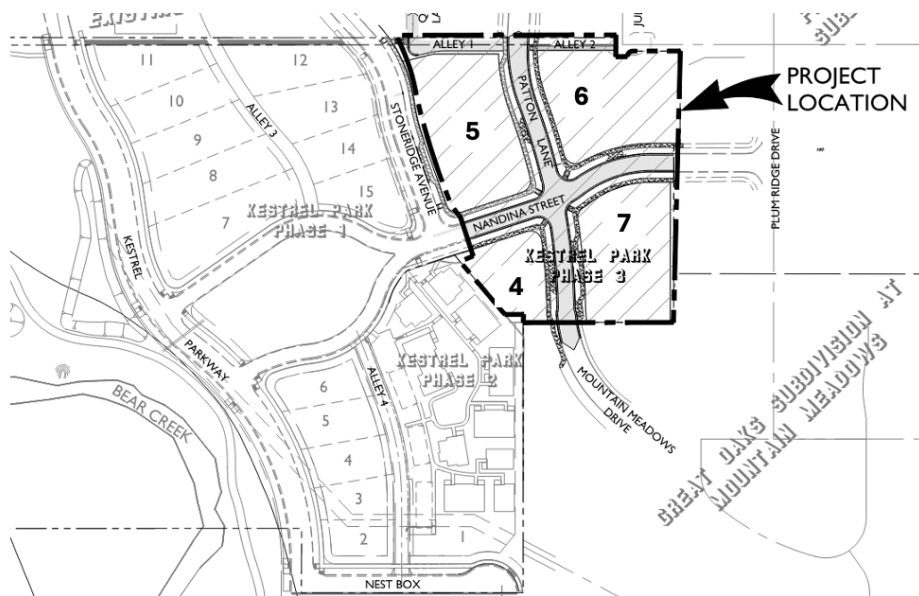 EXISTING
ALLEY 1
ALLEY 2
PROJECT
LOCATION
11
12
10
13
9
14
8
15
7
ALLEY 3
STONERIDGE AVENUE
PATTON
LANE
5
6
NANDINA STREET
4
7
KESTREL PARK
PHASE 1
KESTREL PARK
PHASE 3
KESTREL PARK
PHASE 2
KESTREL
PARKWAY
PLUM RIDGE DRIVE
MOUNTAIN MEADOWS
DRIVE
GREAT OAKS SUBDIVISION AT
MOUNTAIN MEADOWS
BEAR CREEK
ALLEY 4
6
5
4
3
2
1
NEST BOX